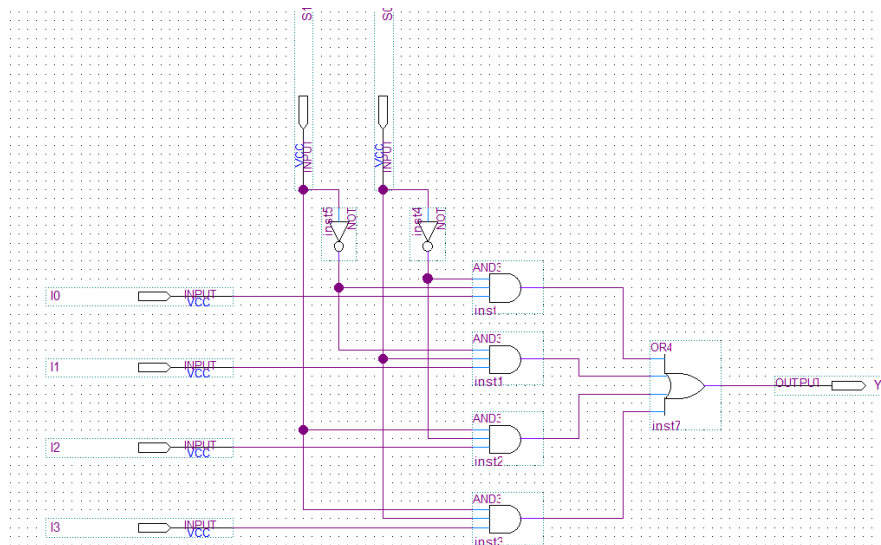 S1
S0
VCC
INPUT
VCC
INPUT
inst5
NOT
inst4
NOT
I0
INPUT
VCC
AND3
inst
I1
INPUT
VCC
AND3
inst1
I2
INPUT
VCC
AND3
inst2
I3
INPUT
VCC
AND3
inst3
OR4
inst7
OUTPUT
Y